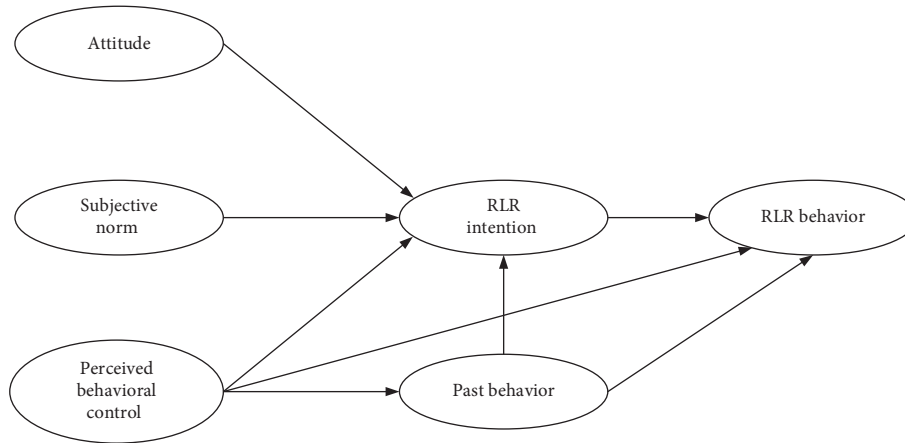 Attitude
Subjective
norm
RLR
intention
RLR behavior
Perceived
behavioral
control
Past behavior